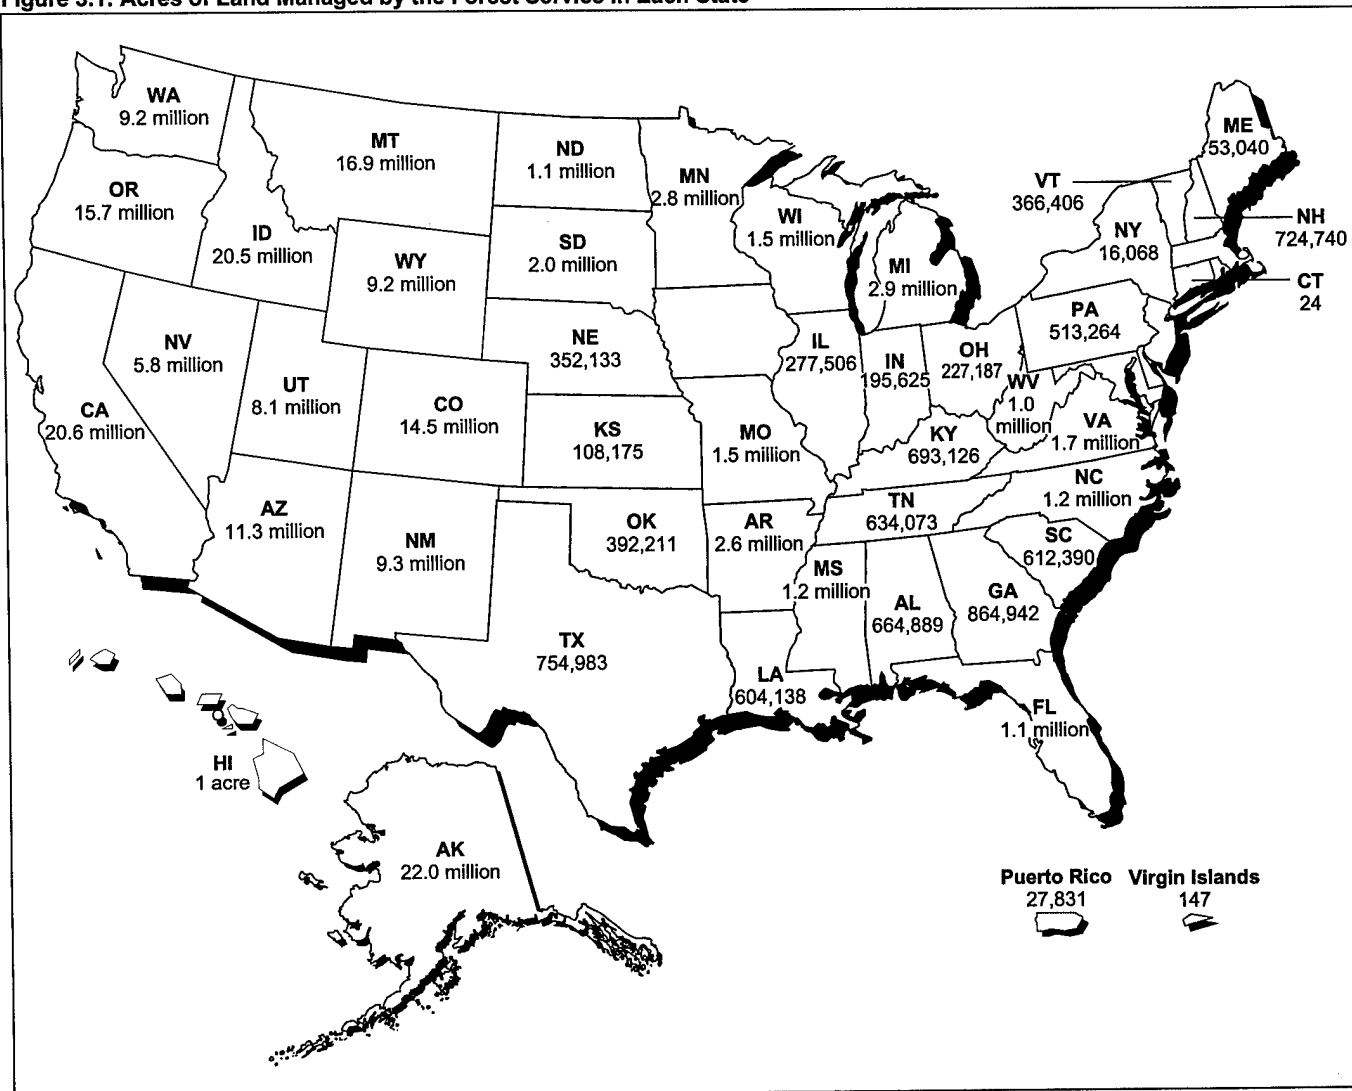 Figure 3.1: Acres of Land Managed by the Forest Service in Each State
WA
9.2 million
MT
16.9 million
ND
1.1 million
MN
2.8 million
ME
53,040
VT
366,406
NH
724,740
OR
15.7 million
ID
20.5 million
WY
9.2 million
SD
2.0 million
WI
1.5 million
MI
2.9 million
NY
16,068
CT
24
PA
513,264
NV
5.8 million
UT
8.1 million
CO
14.5 million
NE
352,133
IL
277,506
IN
195,625
OH
227,187
WV
1.0
million
VA
1.7 million
CA
20.6 million
KS
108,175
MO
1.5 million
KY
693,126
NC
1.2 million
AZ
11.3 million
NM
9.3 million
OK
392,211
AR
2.6 million
TN
634,073
SC
612,390
MS
1.2 million
AL
664,889
GA
864,942
TX
754,983
LA
604,138
FL
1.1 million
HI
1 acre
AK
22.0 million
Puerto Rico
27,831
Virgin Islands
147